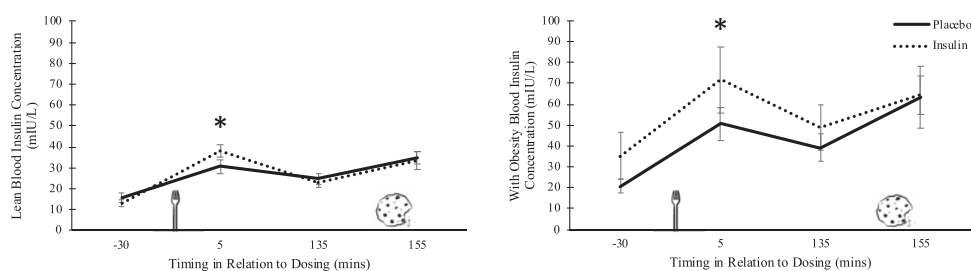 100
90
80
70
60
50
40
30
20
10
0
Lean Blood Insulin Concentration
(mIU/L)
*
-30 5 135 155
Timing in Relation to Dosing (mins)
100
90
80
70
60
50
40
30
20
10
0
With Obesity Blood Insulin
Concentration (mIU/L)
*
Placebo
Insulin
-30 5 135 155
Timing in Relation to Dosing (mins)